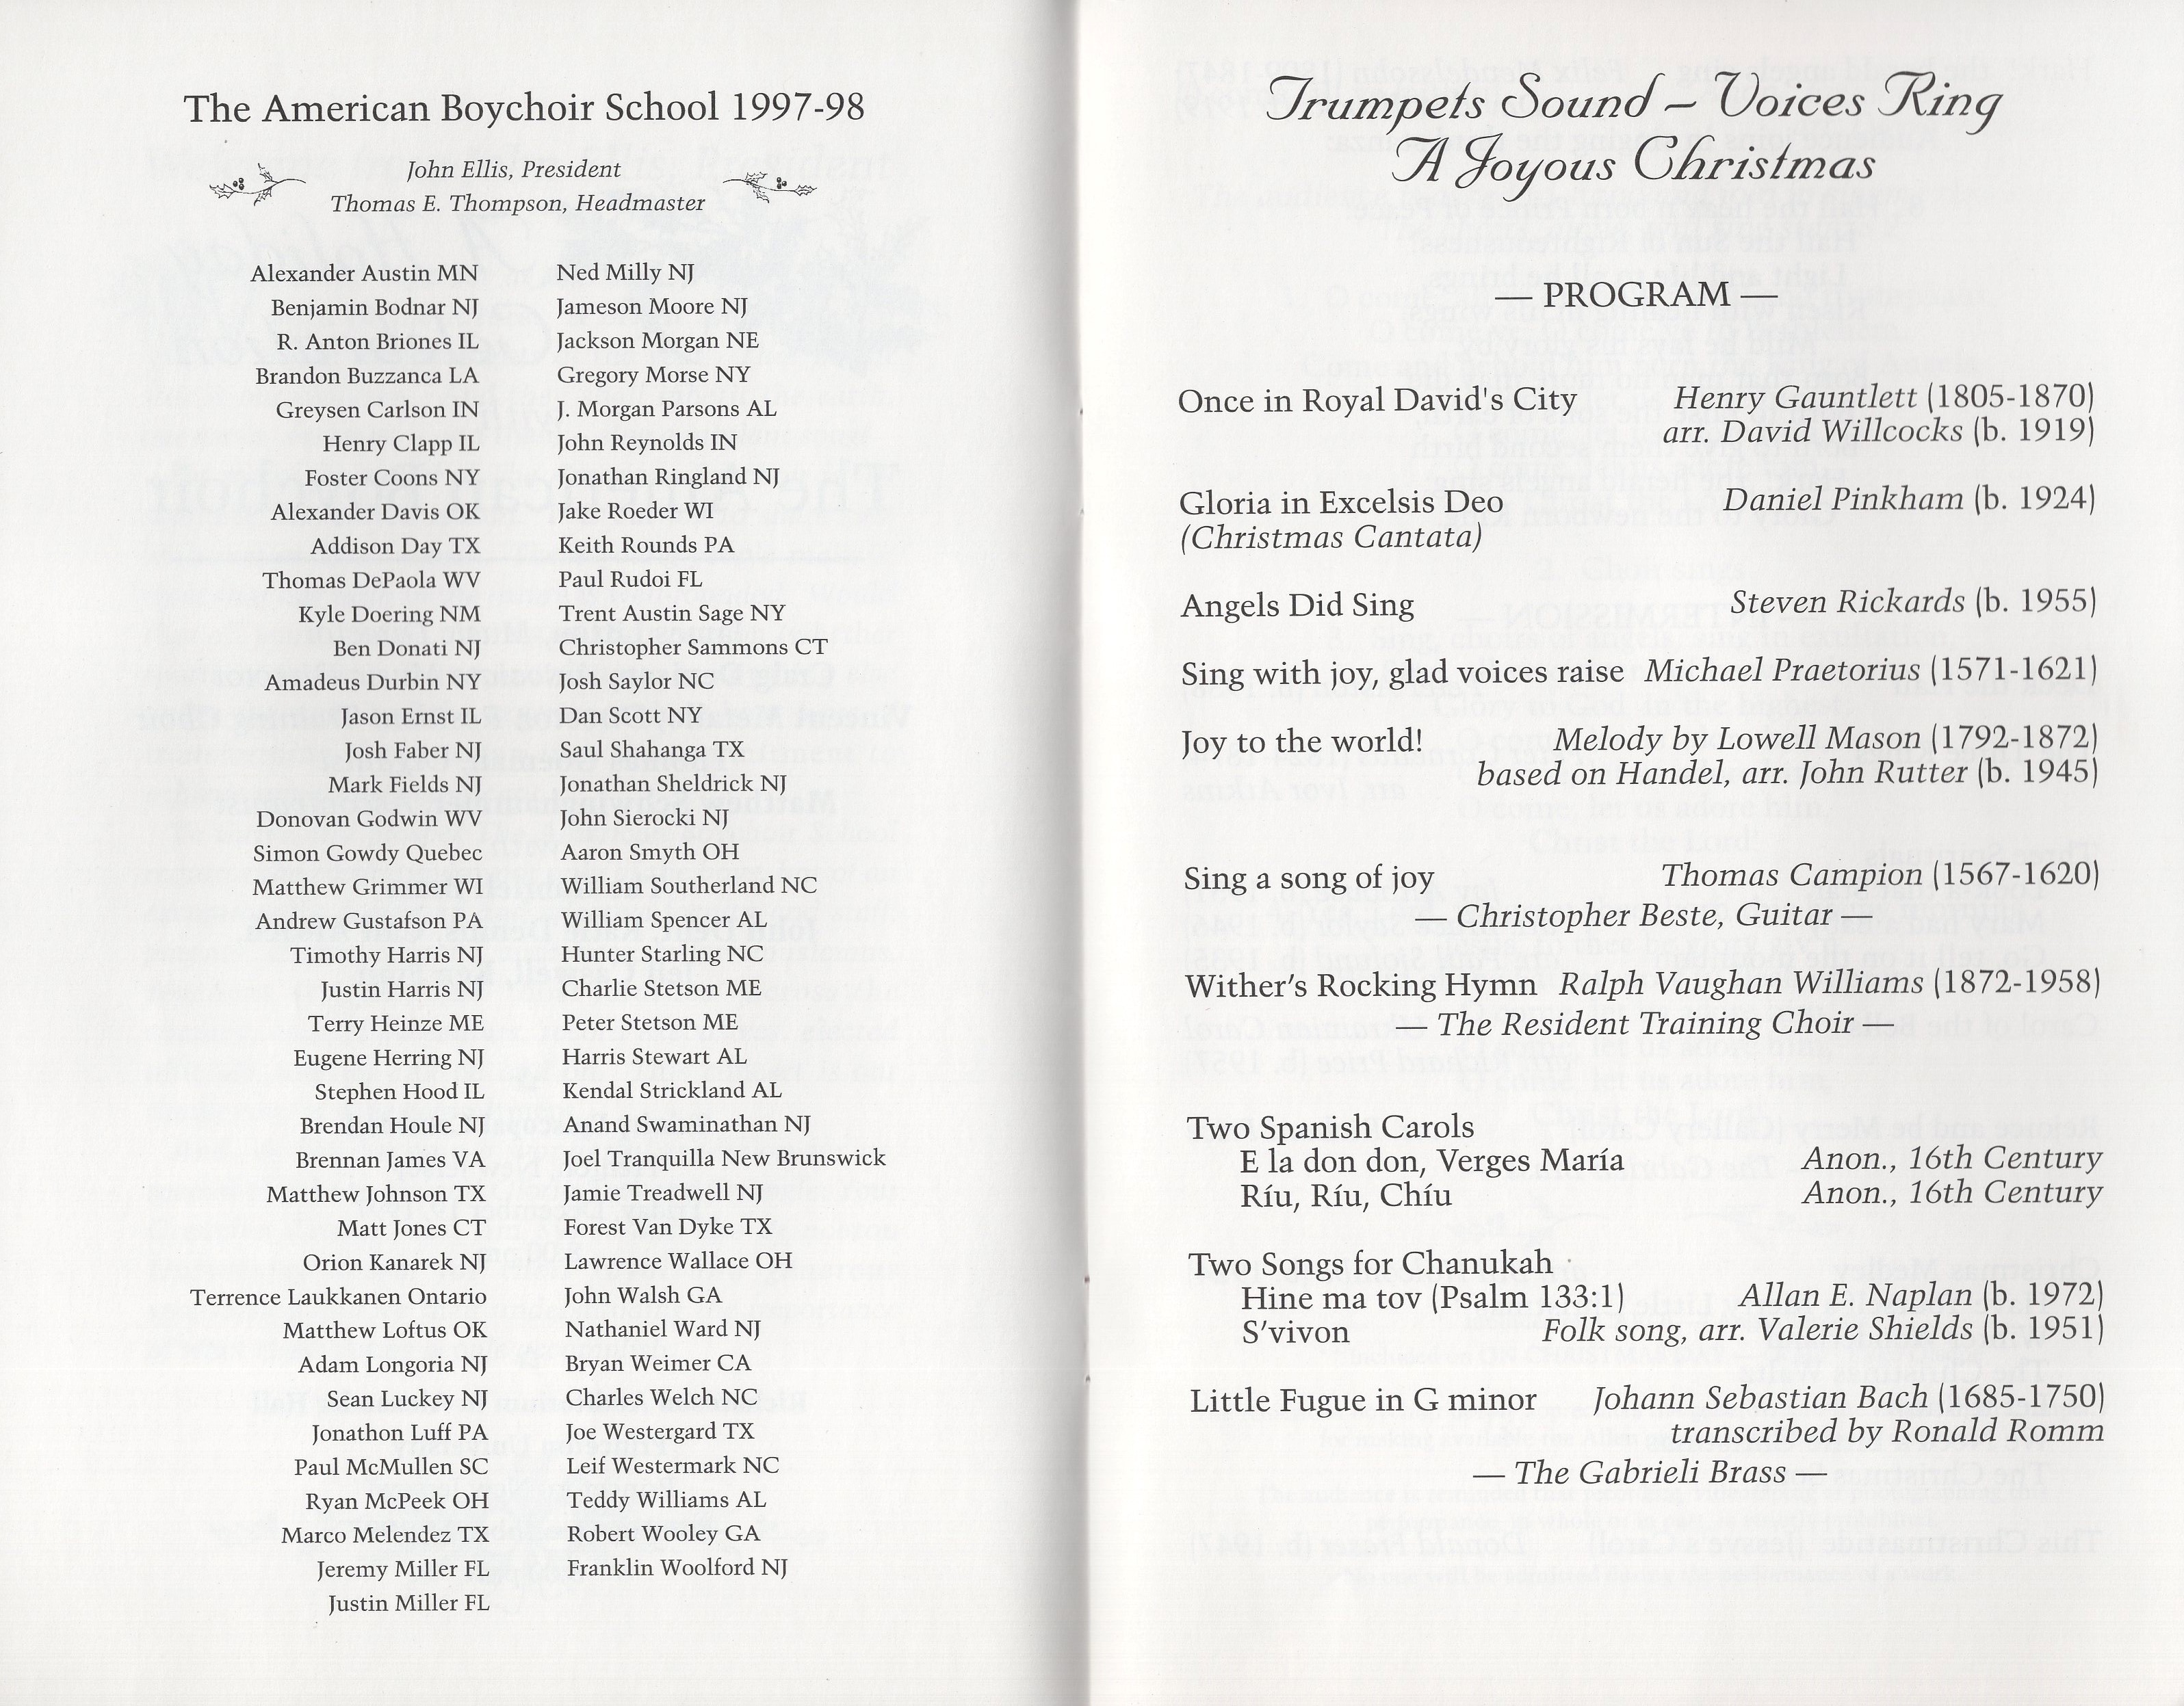 The American Boychoir School 1997-98
John Ellis, President
Thomas E. Thompson, Headmaster
Alexander Austin MN
Benjamin Bodnar NJ
R. Anton Briones IL
Brandon Buzzanca LA
Greysen Carlson IN
Henry Clapp IL
Foster Coons NY
Alexander Davis OK
Addison Day TX
Thomas DePaola WV
Kyle Doering NM
Ben Donati NJ
Amadeus Durbin NY
Jason Ernst IL
Josh Faber NJ
Mark Fields NJ
Donovan Godwin WV
Simon Gowdy Quebec
Matthew Grimmer WI
Andrew Gustafson PA
Timothy Harris NJ
Justin Harris NJ
Terry Heinze ME
Eugene Herring NJ
Stephen Hood IL
Brendan Houle NJ
Brennan James VA
Matthew Johnson TX
Matt Jones CT
Orion Kanarek NJ
Terrence Laukkanen Ontario
Matthew Loftus OK
Adam Longoria NJ
Sean Luckey NJ
Jonathon Luff PA
Paul McMullen SC
Ryan McPeek OH
Marco Melendez TX
Jeremy Miller FL
Justin Miller FL
Ned Milly NJ
Jameson Moore NJ
Jackson Morgan NE
Gregory Morse NY
J. Morgan Parsons AL
John Reynolds IN
Jonathan Ringland NJ
Jake Roeder WI
Keith Rounds PA
Paul Rudoi FL
Trent Austin Sage NY
Christopher Sammons CT
Josh Saylor NC
Dan Scott NY
Saul Shahanga TX
Jonathan Sheldrick NJ
John Sierocki NJ
Aaron Smyth OH
William Southerland NC
William Spencer AL
Hunter Starling NC
Charlie Stetson ME
Peter Stetson ME
Harris Stewart AL
Kendal Strickland AL
Anand Swaminathan NJ
Joel Tranquilla New Brunswick
Jamie Treadwell NJ
Forest Van Dyke TX
Lawrence Wallace OH
John Walsh GA
Nathaniel Ward NJ
Bryan Weimer CA
Charles Welch NC
Joe Westergard TX
Leif Westermark NC
Teddy Williams AL
Robert Wooley GA
Franklin Woolford NJ
Trumpets Sound – Voices Ring
A Joyous Christmas
— PROGRAM —
Once in Royal David's City Henry Gauntlett (1805-1870)
arr. David Willcocks (b. 1919)
Gloria in Excelsis Deo Daniel Pinkham (b. 1924)
(Christmas Cantata)
Angels Did Sing Steven Rickards (b. 1955)
Sing with joy, glad voices raise Michael Praetorius (1571-1621)
Joy to the world! Melody by Lowell Mason (1792-1872)
based on Handel, arr. John Rutter (b. 1945)
Sing a song of joy Thomas Campion (1567-1620)
— Christopher Beste, Guitar —
Wither’s Rocking Hymn Ralph Vaughan Williams (1872-1958)
— The Resident Training Choir —
Two Spanish Carols
E la don don, Verges María Anon., 16th Century
Ríu, Ríu, Chíu Anon., 16th Century
Two Songs for Chanukah
Hine ma tov (Psalm 133:1) Allan E. Naplan (b. 1972)
S’vivon Folk song, arr. Valerie Shields (b. 1951)
Little Fugue in G minor Johann Sebastian Bach (1685-1750)
transcribed by Ronald Romm
— The Gabrieli Brass —